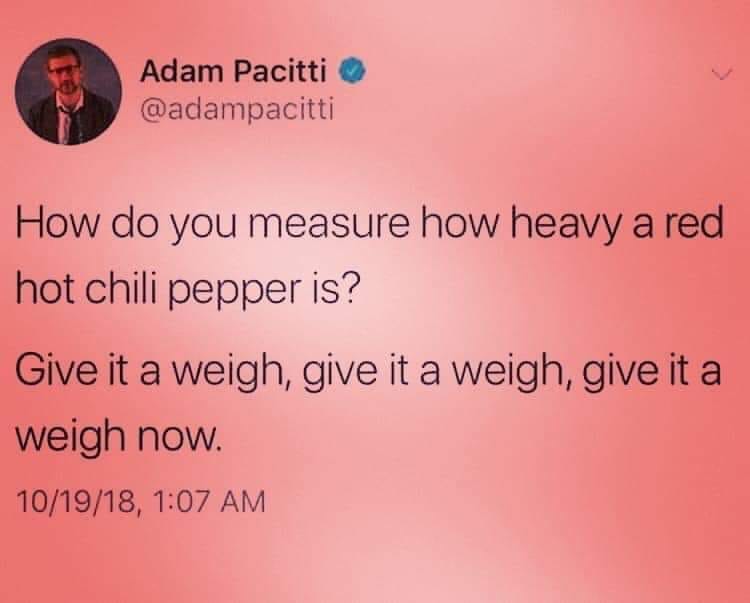 Adam Pacitti
@adampacitti
How do you measure how heavy a red
hot chili pepper is?
Give it a weigh, give it a weigh, give it a
weigh now.
10/19/18, 1:07 AM